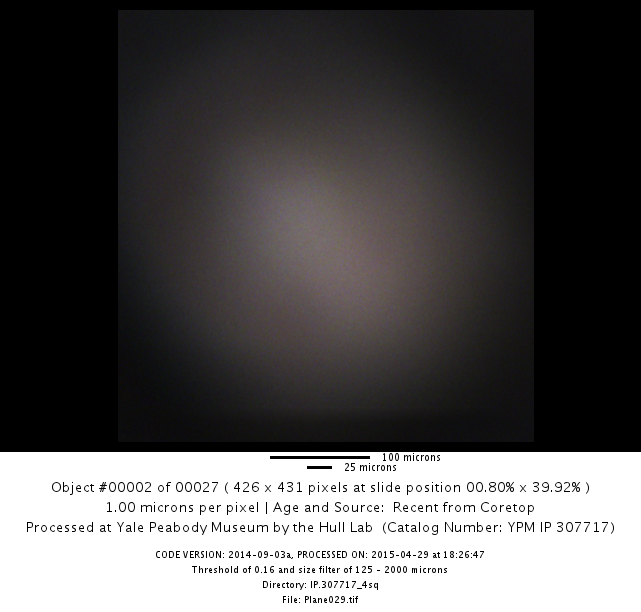 100 microns
25 microns
Object #00002 of 00027 ( 426 x 431 pixels at slide position 00.80% x 39.92% )
1.00 microns per pixel | Age and Source: Recent from Coretop
Processed at Yale Peabody Museum by the Hull Lab (Catalog Number: YPM IP 307717)
CODE VERSION: 2014-09-03a, PROCESSED ON: 2015-04-29 at 18:26:47
Threshold of 0.16 and size filter of 125 - 2000 microns
Directory: IP.307717_4sq
File: Plane029.tif